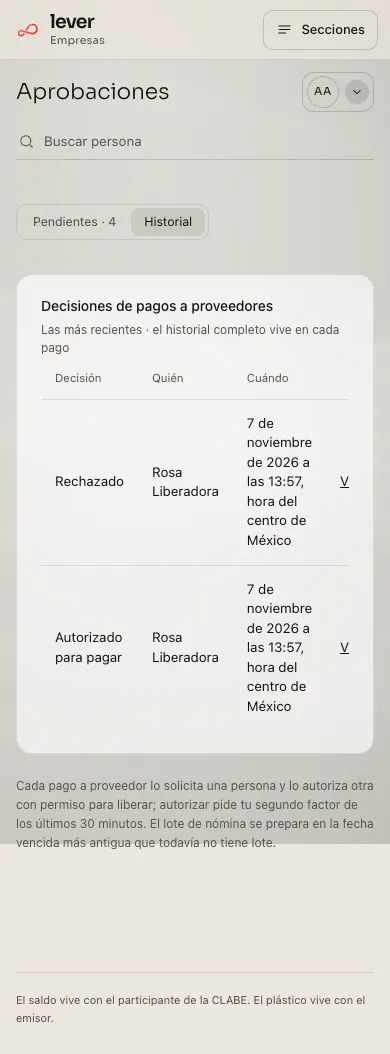 lever
Empresas
Secciones
Aprobaciones
AA
Buscar persona
Pendientes · 4
Historial
Decisiones de pagos a proveedores
Las más recientes · el historial completo vive en cada
pago
Decisión
Quién
Cuándo
Rechazado
Rosa
Liberadora
7 de
noviembre
de 2026 a
las 13:57,
hora del
centro de
México
V
Autorizado
para pagar
Rosa
Liberadora
7 de
noviembre
de 2026 a
las 13:57,
hora del
centro de
México
V
Cada pago a proveedor lo solicita una persona y lo autoriza otra
con permiso para liberar; autorizar pide tu segundo factor de
los últimos 30 minutos. El lote de nómina se prepara en la fecha
vencida más antigua que todavía no tiene lote.
El saldo vive con el participante de la CLABE. El plástico vive con el
emisor.